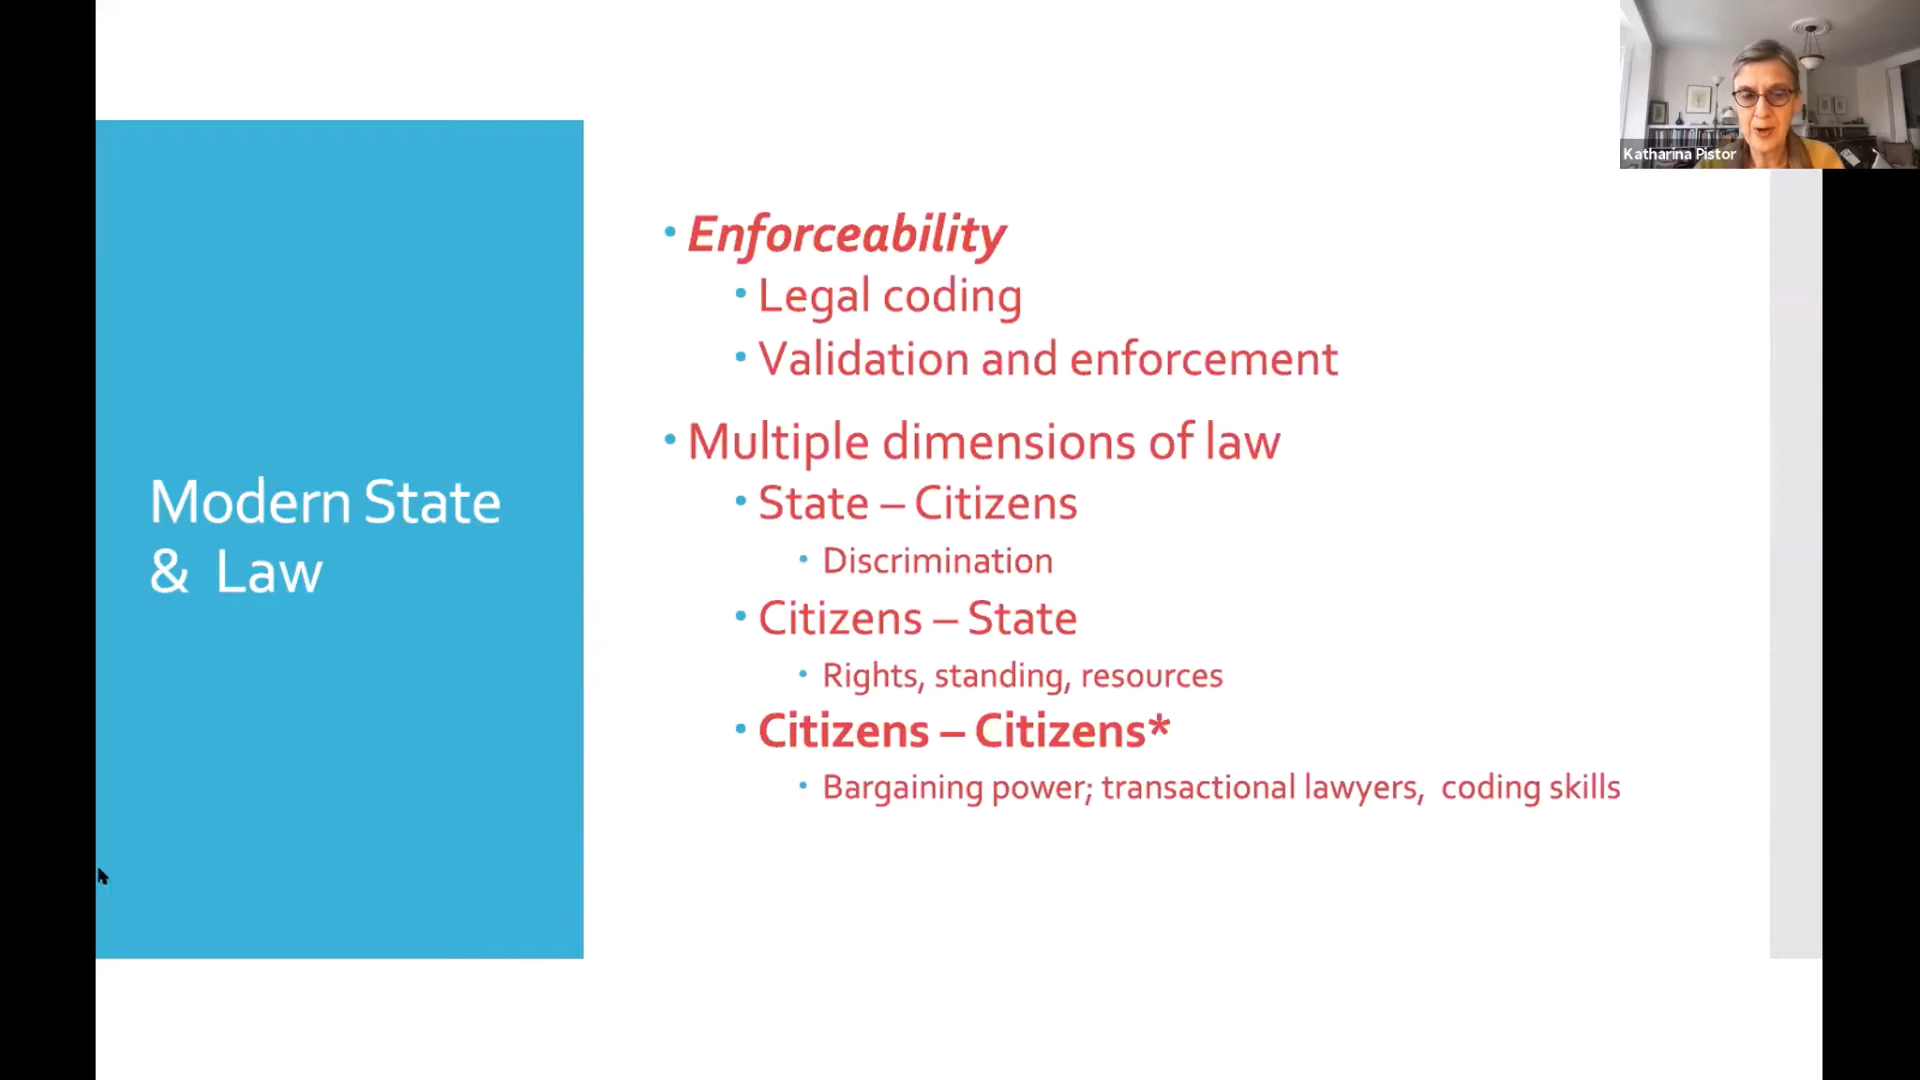 Katharina Pistor
Modern State
& Law
• Enforceability
• Legal coding
• Validation and enforcement
• Multiple dimensions of law
• State – Citizens
• Discrimination
• Citizens – State
• Rights, standing, resources
• Citizens – Citizens*
• Bargaining power; transactional lawyers, coding skills